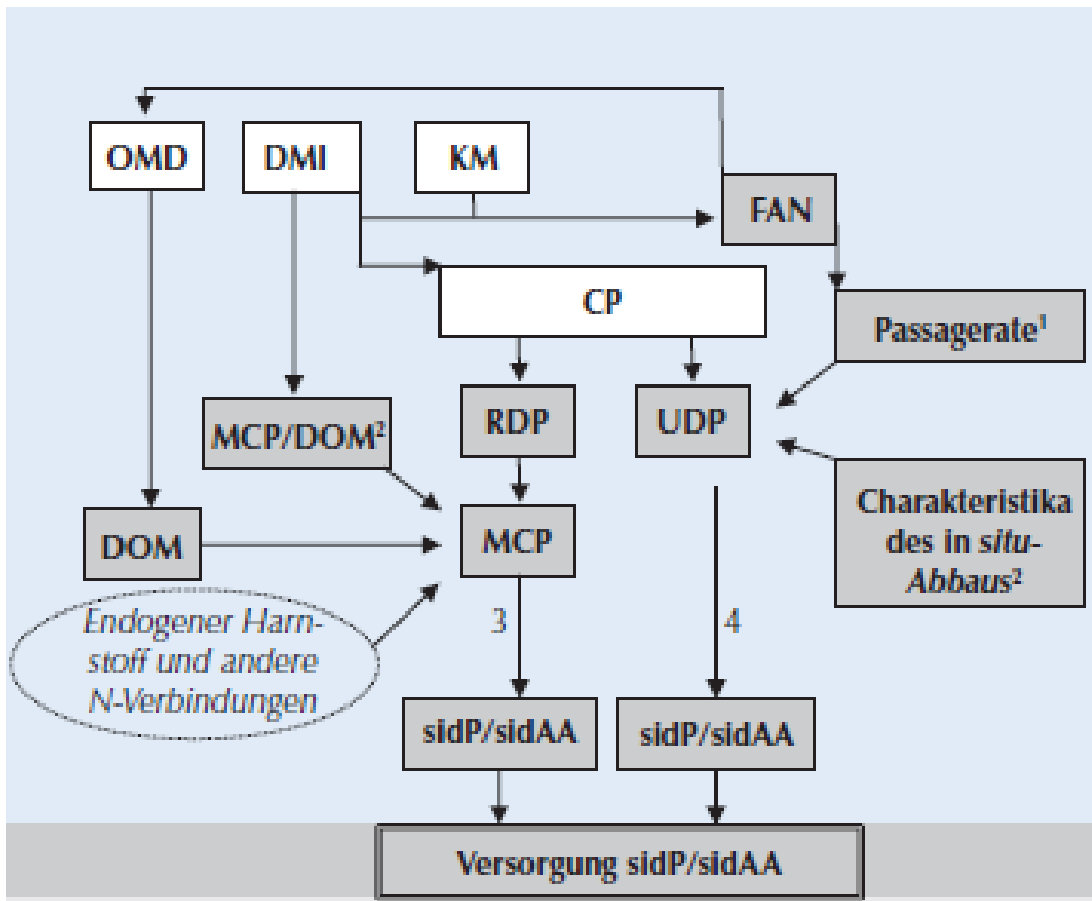 OMD
DMI
KM
FAN
CP
Passagerate¹
RDP
UDP
MCP/DOM²
Charakteristika
des in situ-
Abbaus²
DOM
MCP
Endogener Harn-
stoff und andere
N-Verbindungen
3
4
sidP/sidAA
sidP/sidAA
Versorgung sidP/sidAA